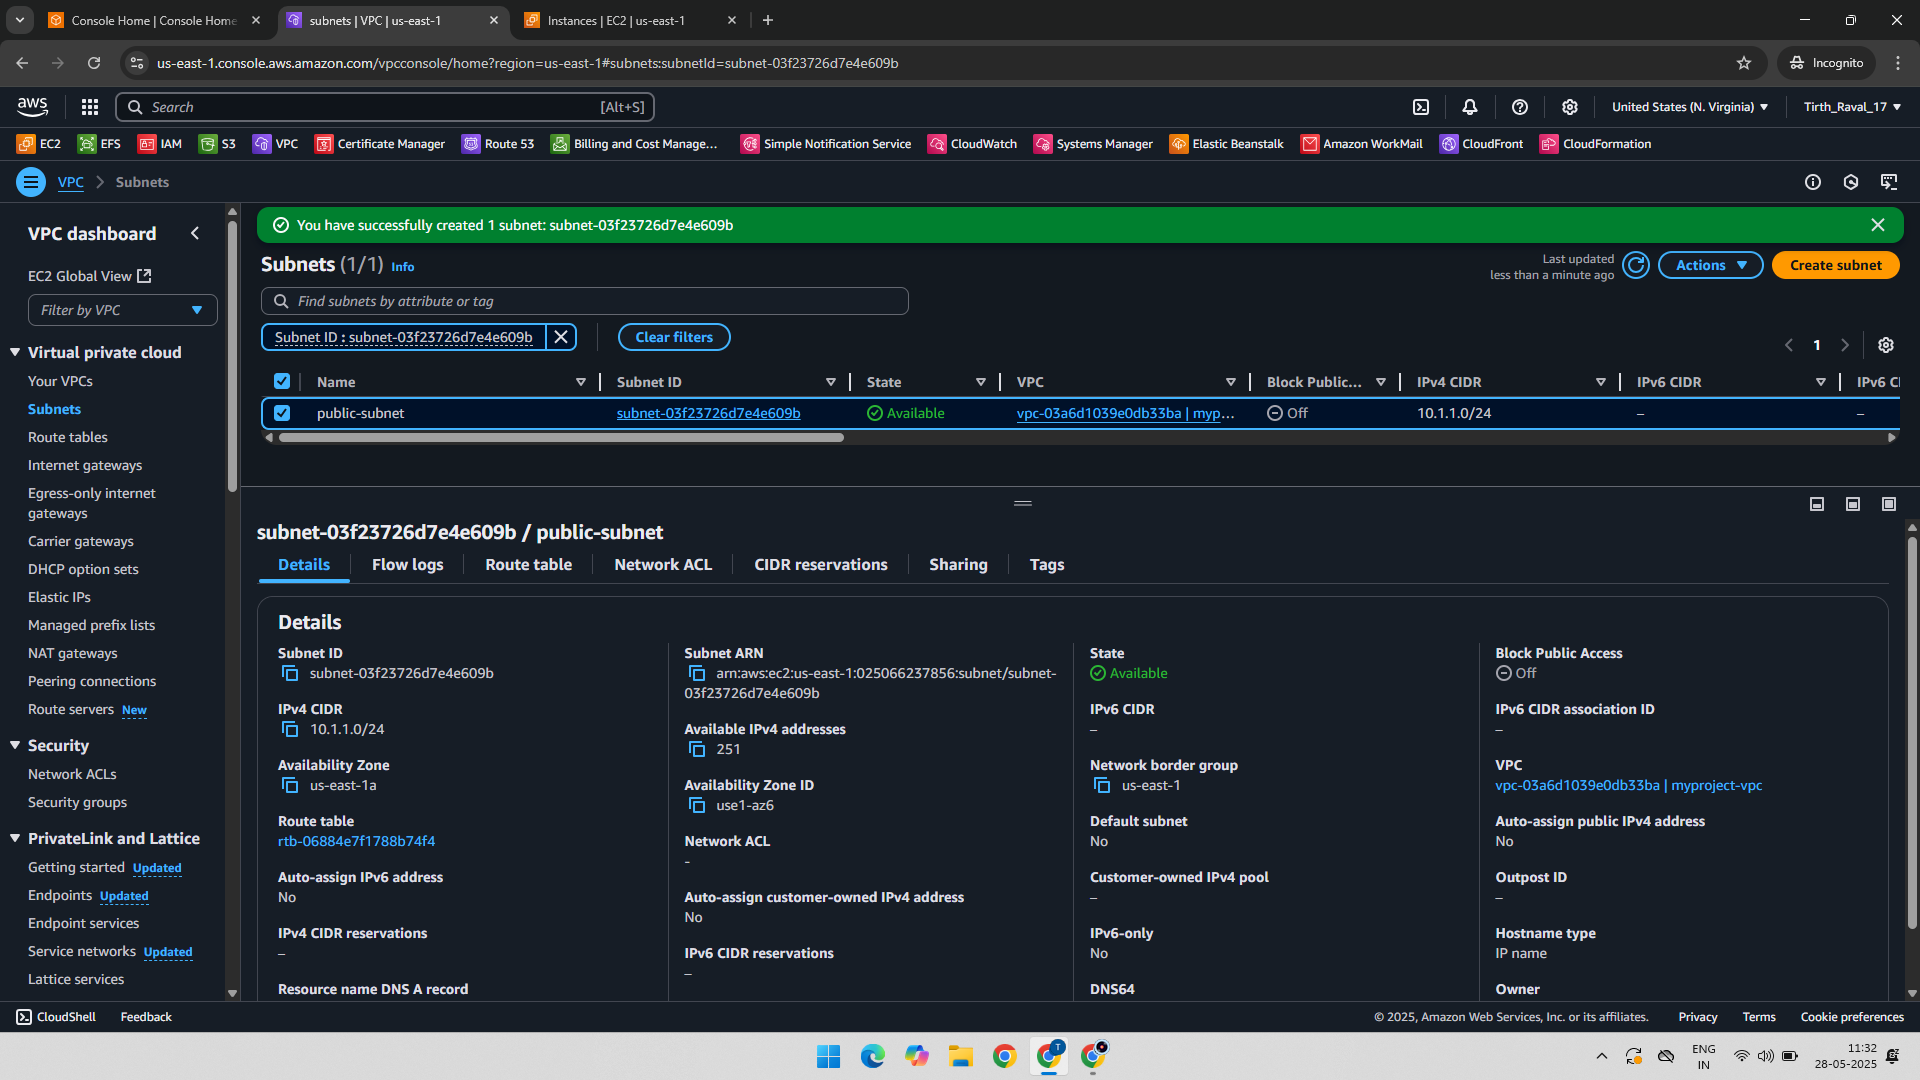 Console Home | Console Home
subnets | VPC | us-east-1
Instances | EC2 | us-east-1
us-east-1.console.aws.amazon.com/vpcconsole/home?region=us-east-1#subnets:subnetId=subnet-03f23726d7e4e609b
Incognito
aws
Search
[Alt+S]
United States (N. Virginia)
Tirth_Raval_17
EC2
EFS
IAM
S3
VPC
Certificate Manager
Route 53
Billing and Cost Manage...
Simple Notification Service
CloudWatch
Systems Manager
Elastic Beanstalk
Amazon WorkMail
CloudFront
CloudFormation
VPC
Subnets
VPC dashboard
EC2 Global View
Filter by VPC
Virtual private cloud
Your VPCs
Subnets
Route tables
Internet gateways
Egress-only internet
gateways
Carrier gateways
DHCP option sets
Elastic IPs
Managed prefix lists
NAT gateways
Peering connections
Route servers New
Security
Network ACLs
Security groups
PrivateLink and Lattice
Getting started Updated
Endpoints Updated
Endpoint services
Service networks Updated
Lattice services
You have successfully created 1 subnet: subnet-03f23726d7e4e609b
Subnets (1/1) Info
Last updated
less than a minute ago
Actions
Create subnet
Find subnets by attribute or tag
Subnet ID : subnet-03f23726d7e4e609b
Clear filters
1
Name
Subnet ID
State
VPC
Block Public...
IPv4 CIDR
IPv6 CIDR
IPv6 CI
public-subnet
subnet-03f23726d7e4e609b
Available
vpc-03a6d1039e0db33ba | myp...
Off
10.1.1.0/24
–
–
subnet-03f23726d7e4e609b / public-subnet
Details
Flow logs
Route table
Network ACL
CIDR reservations
Sharing
Tags
Details
Subnet ID
subnet-03f23726d7e4e609b
IPv4 CIDR
10.1.1.0/24
Availability Zone
us-east-1a
Route table
rtb-06884e7f1788b74f4
Auto-assign IPv6 address
No
IPv4 CIDR reservations
–
Resource name DNS A record
Subnet ARN
arn:aws:ec2:us-east-1:025066237856:subnet/subnet-
03f23726d7e4e609b
Available IPv4 addresses
251
Availability Zone ID
use1-az6
Network ACL
-
Auto-assign customer-owned IPv4 address
No
IPv6 CIDR reservations
–
State
Available
IPv6 CIDR
–
Network border group
us-east-1
Default subnet
No
Customer-owned IPv4 pool
–
IPv6-only
No
DNS64
Block Public Access
Off
IPv6 CIDR association ID
–
VPC
vpc-03a6d1039e0db33ba | myproject-vpc
Auto-assign public IPv4 address
No
Outpost ID
–
Hostname type
IP name
Owner
CloudShell
Feedback
© 2025, Amazon Web Services, Inc. or its affiliates.
Privacy
Terms
Cookie preferences
T
ENG
IN
11:32
28-05-2025